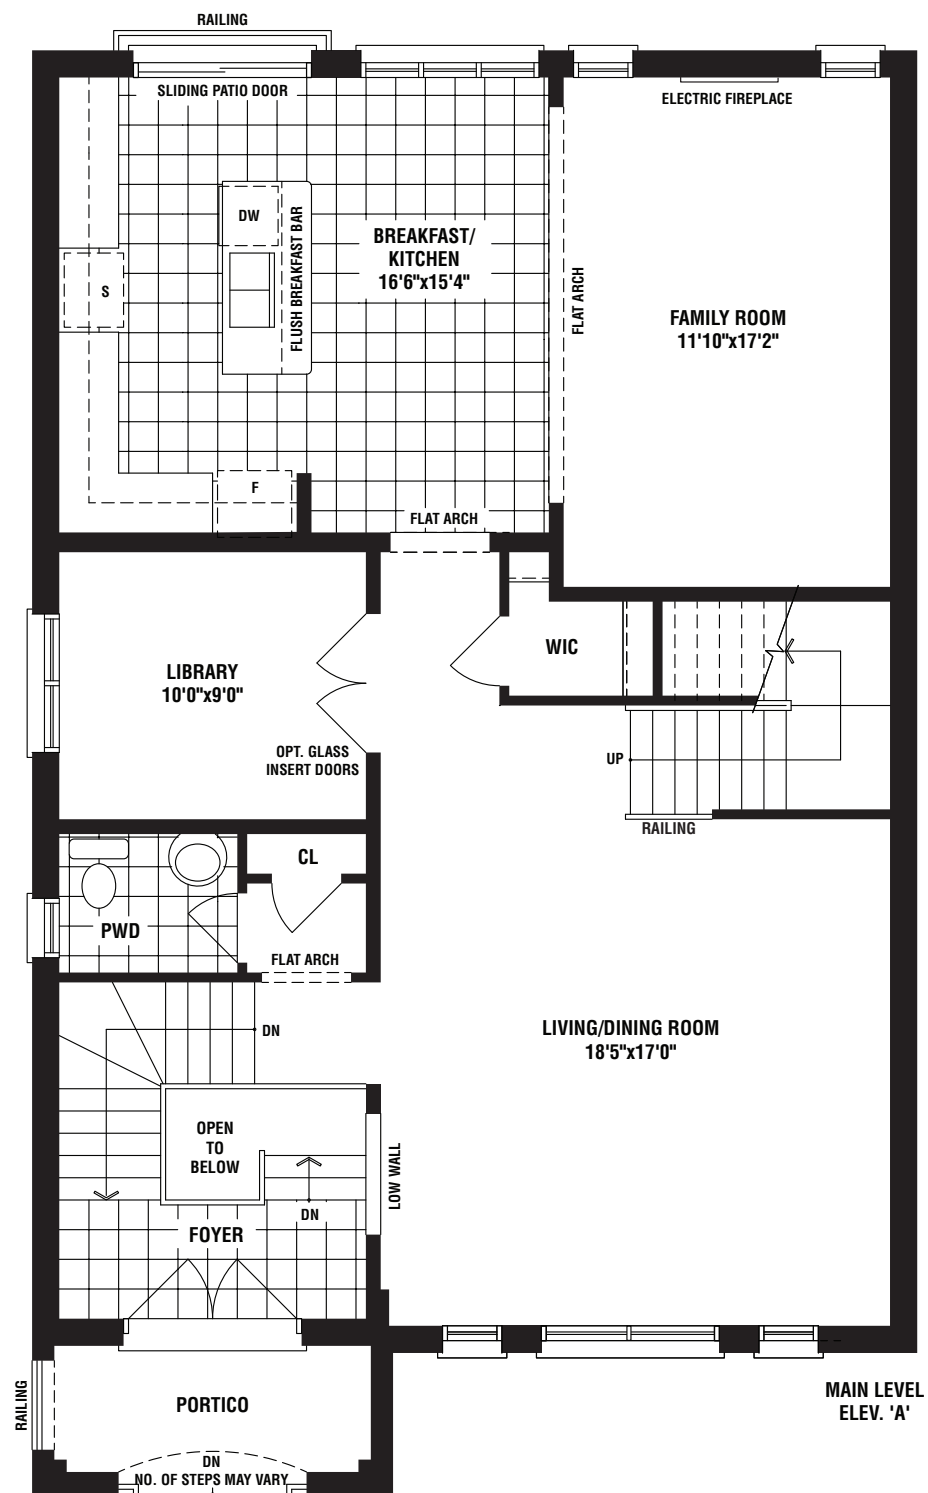 RAILING
SLIDING PATIO DOOR
ELECTRIC FIREPLACE
DW
FLUSH BREAKFAST BAR
BREAKFAST/
KITCHEN
16'6"x15'4"
S
FLAT ARCH
FAMILY ROOM
11'10"x17'2"
F
FLAT ARCH
LIBRARY
10'0"x9'0"
WIC
OPT. GLASS
INSERT DOORS
UP
RAILING
CL
PWD
FLAT ARCH
DN
LIVING/DINING ROOM
18'5"x17'0"
OPEN
TO
BELOW
LOW WALL
DN
FOYER
RAILING
PORTICO
MAIN LEVEL
ELEV. 'A'
DN
NO. OF STEPS MAY VARY